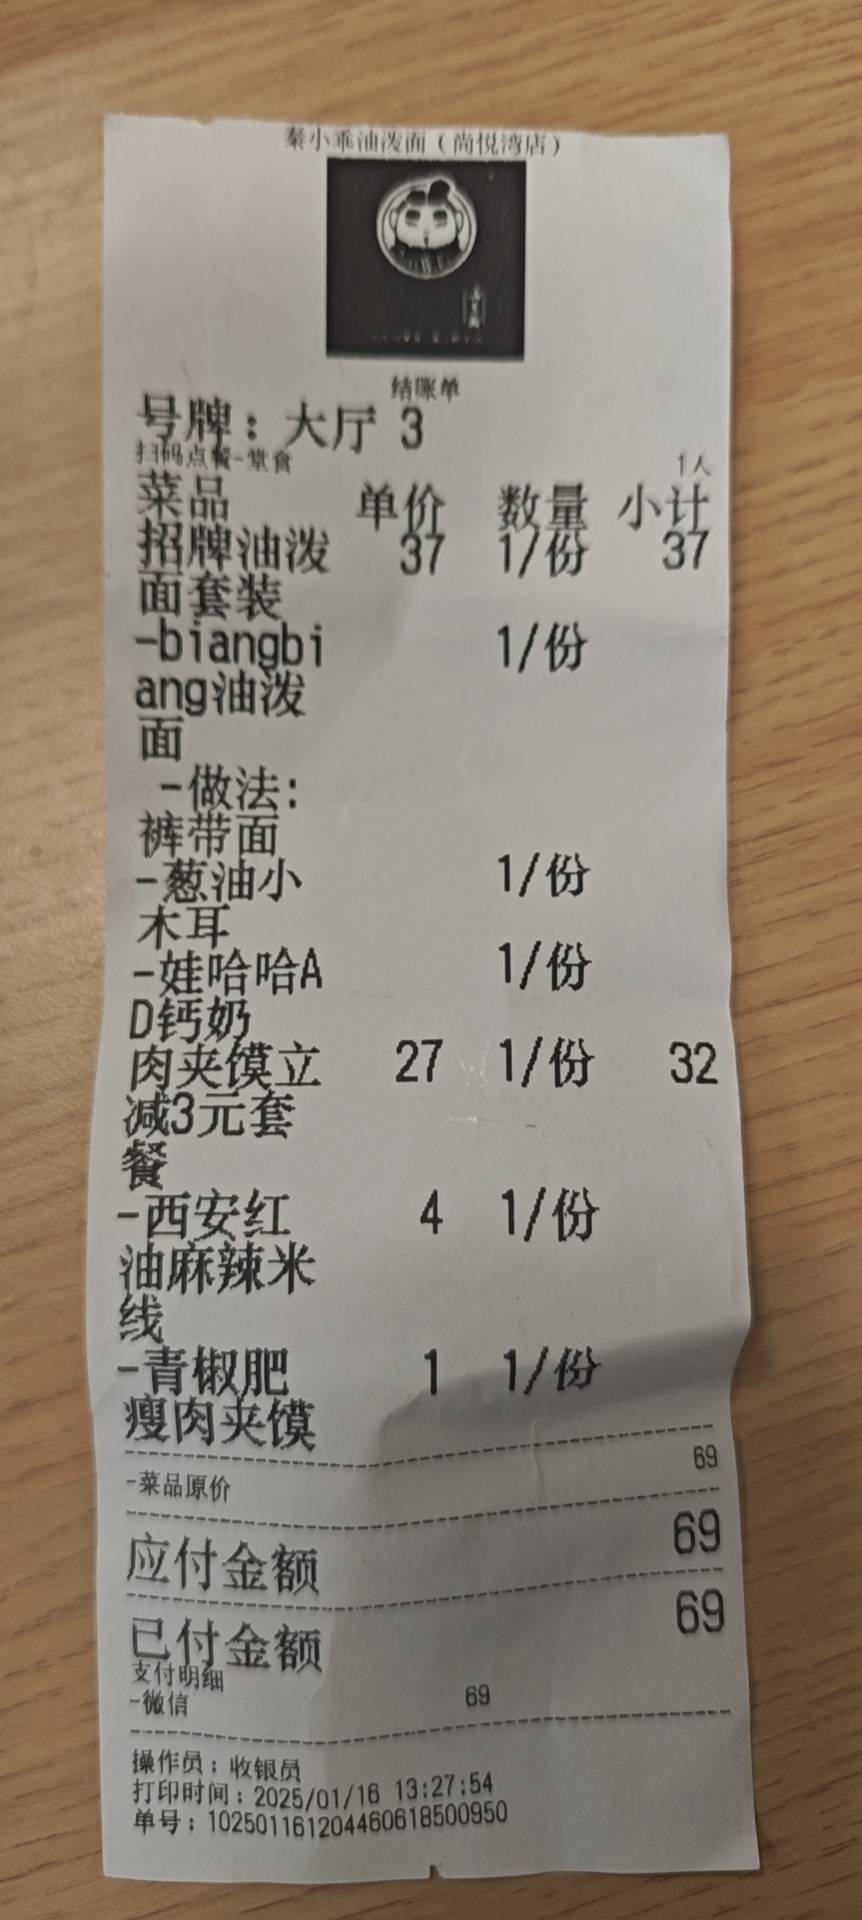 秦小乖油泼面（尚悦湾店）
结账单
号牌：大厅 3
扫码点餐-堂食 1人
菜品 单价 数量 小计
招牌油泼 37 1/份 37
面套装
-biangbi 1/份
ang油泼
面
-做法:
裤带面
-葱油小 1/份
木耳
-娃哈哈A 1/份
D钙奶
肉夹馍立 27 1/份 32
减3元套
餐
-西安红 4 1/份
油麻辣米
线
-青椒肥 1 1/份
瘦肉夹馍
69
-菜品原价
应付金额 69
已付金额 69
支付明细
-微信 69
操作员：收银员
打印时间：2025/01/16 13:27:54
单号：102501161204460618500950